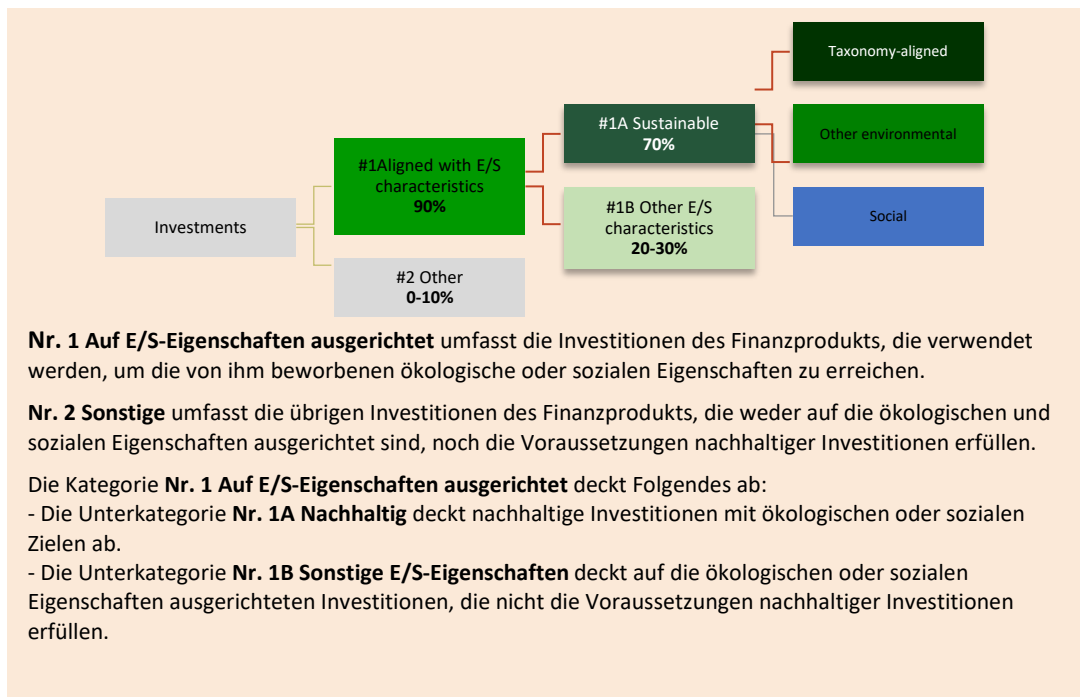 Taxonomy-aligned
#1A Sustainable
70%
Other environmental
#1Aligned with E/S
characteristics
90%
#1B Other E/S
characteristics
20-30%
Social
Investments
#2 Other
0-10%
Nr. 1 Auf E/S-Eigenschaften ausgerichtet umfasst die Investitionen des Finanzprodukts, die verwendet
werden, um die von ihm beworbenen ökologische oder sozialen Eigenschaften zu erreichen.
Nr. 2 Sonstige umfasst die übrigen Investitionen des Finanzprodukts, die weder auf die ökologischen und
sozialen Eigenschaften ausgerichtet sind, noch die Voraussetzungen nachhaltiger Investitionen erfüllen.
Die Kategorie Nr. 1 Auf E/S-Eigenschaften ausgerichtet deckt Folgendes ab:
- Die Unterkategorie Nr. 1A Nachhaltig deckt nachhaltige Investitionen mit ökologischen oder sozialen
Zielen ab.
- Die Unterkategorie Nr. 1B Sonstige E/S-Eigenschaften deckt auf die ökologischen oder sozialen
Eigenschaften ausgerichteten Investitionen, die nicht die Voraussetzungen nachhaltiger Investitionen
erfüllen.